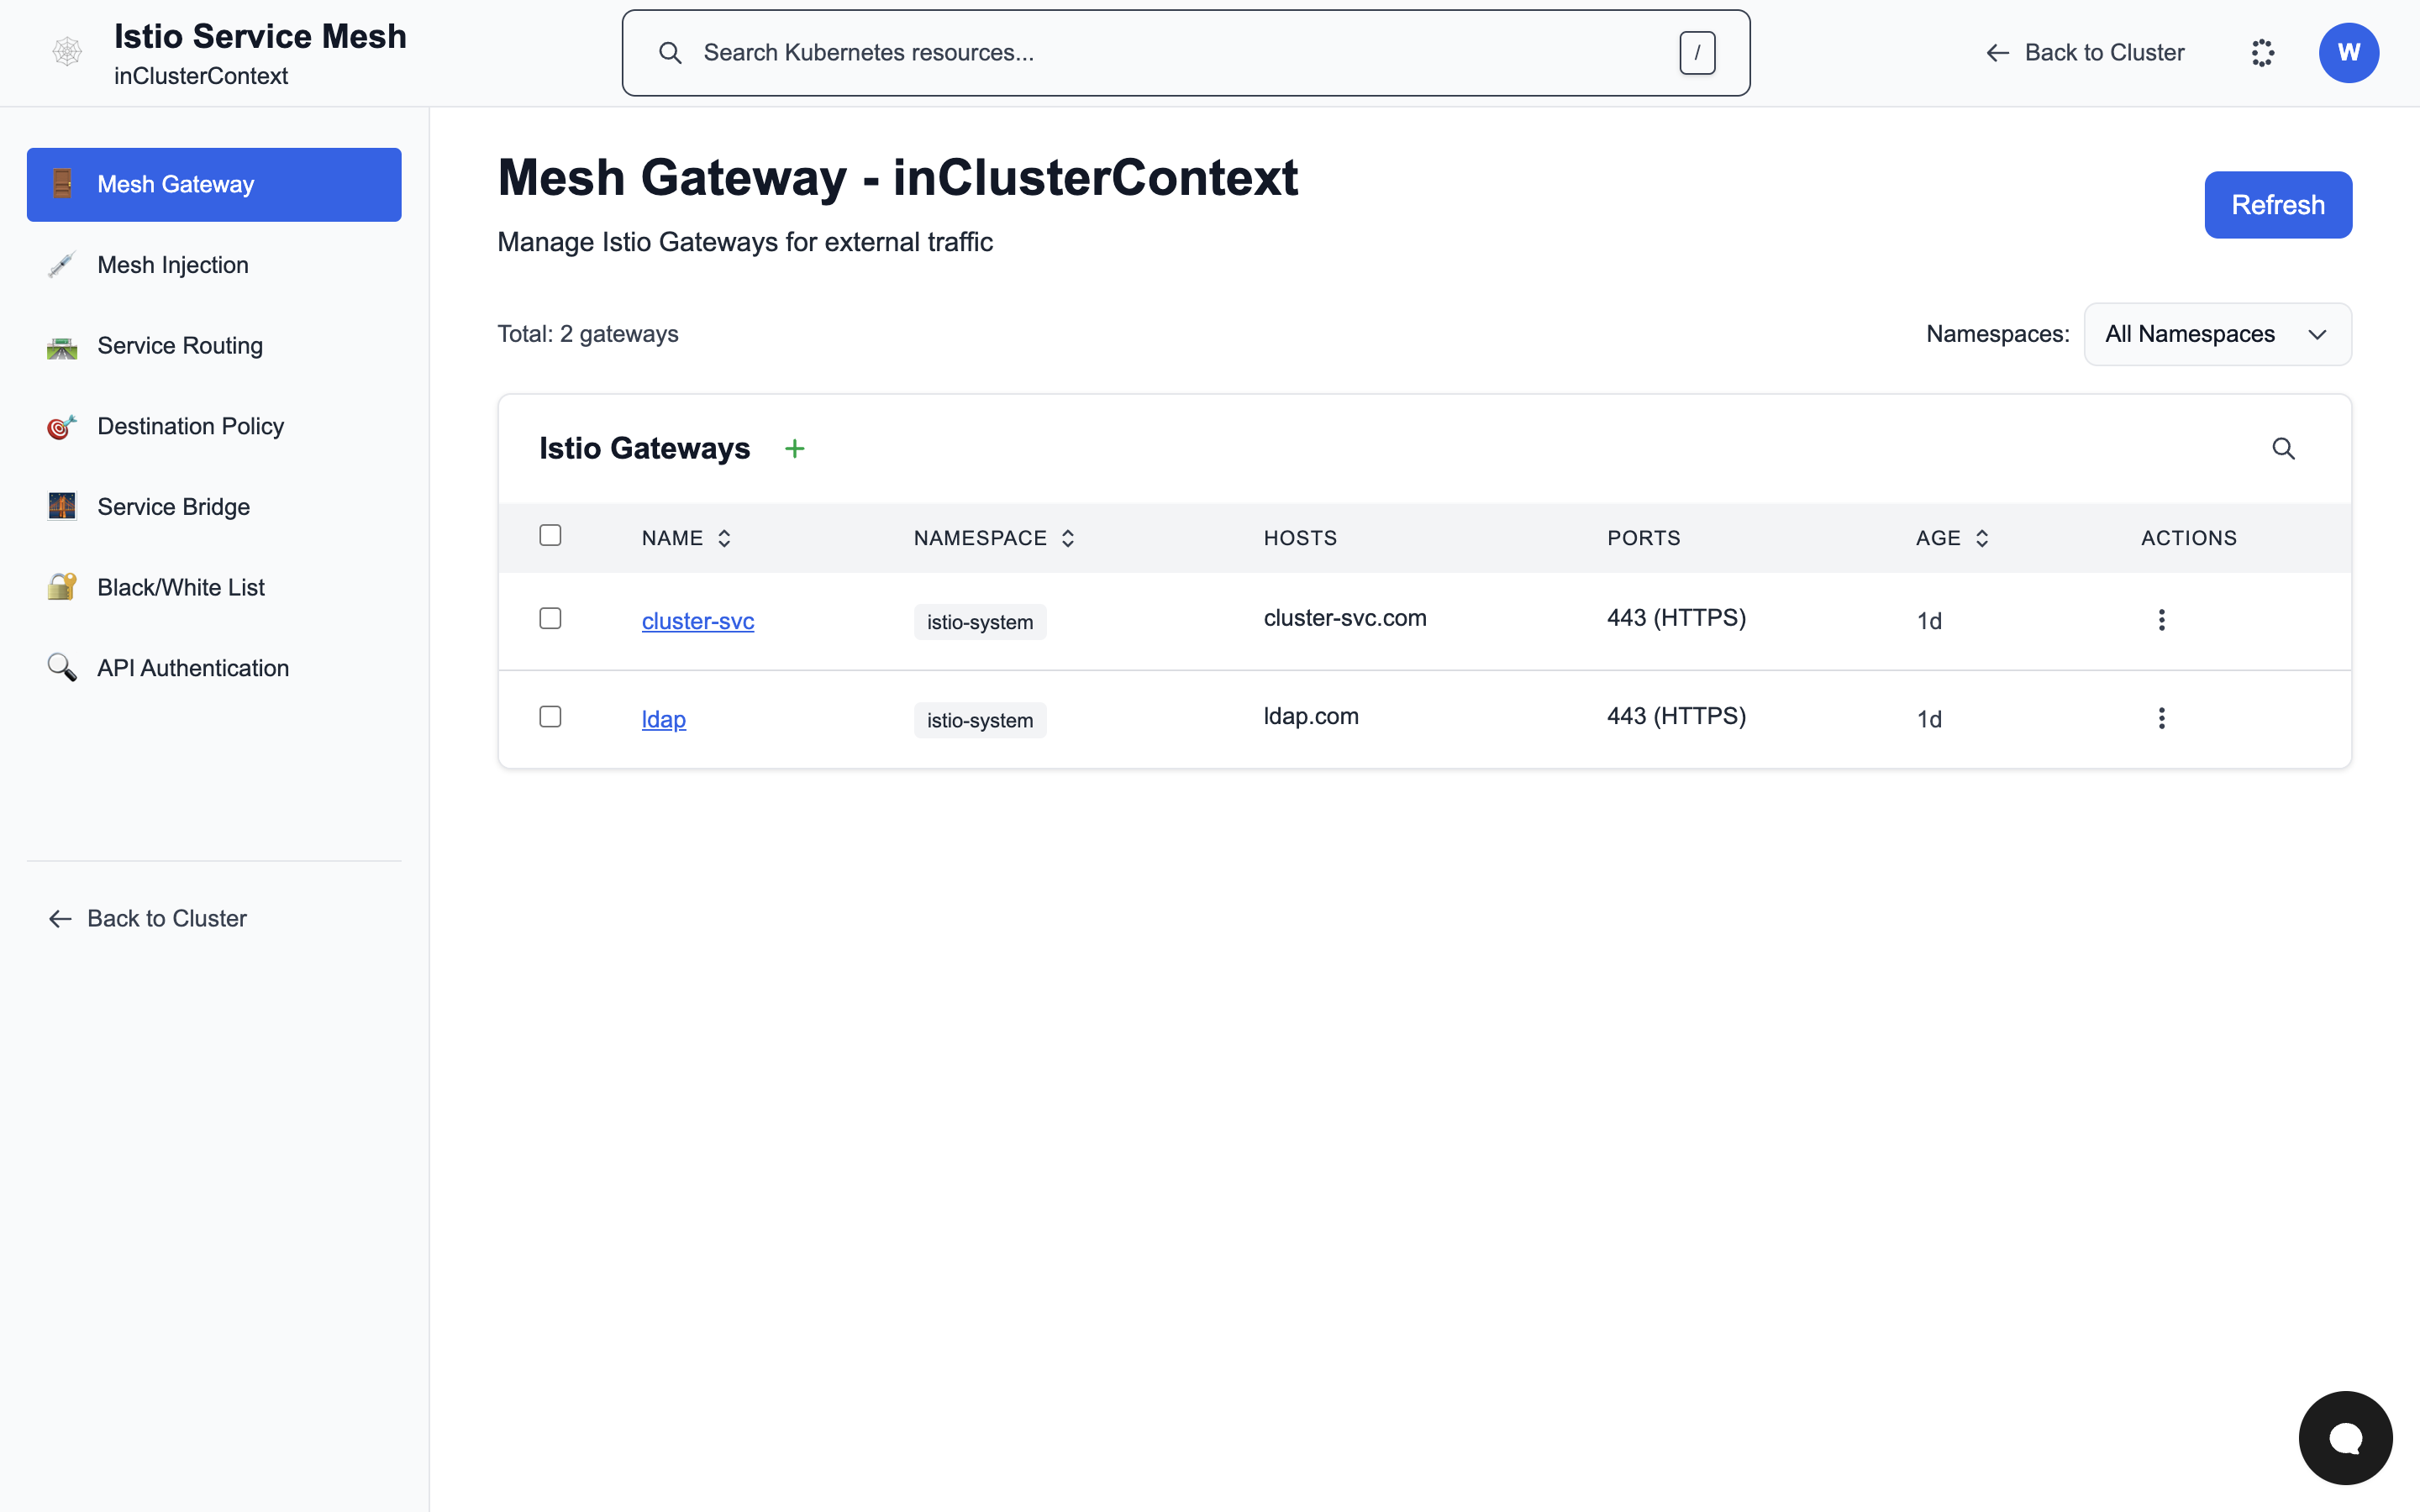 Istio Service Mesh
inClusterContext
Search Kubernetes resources...
/
Back to Cluster
W
Mesh Gateway
Mesh Injection
Service Routing
Destination Policy
Service Bridge
Black/White List
API Authentication
Back to Cluster
Mesh Gateway - inClusterContext
Manage Istio Gateways for external traffic
Refresh
Total: 2 gateways
Namespaces: All Namespaces
Istio Gateways +
NAME NAMESPACE HOSTS PORTS AGE ACTIONS
cluster-svc istio-system cluster-svc.com 443 (HTTPS) 1d
ldap istio-system ldap.com 443 (HTTPS) 1d